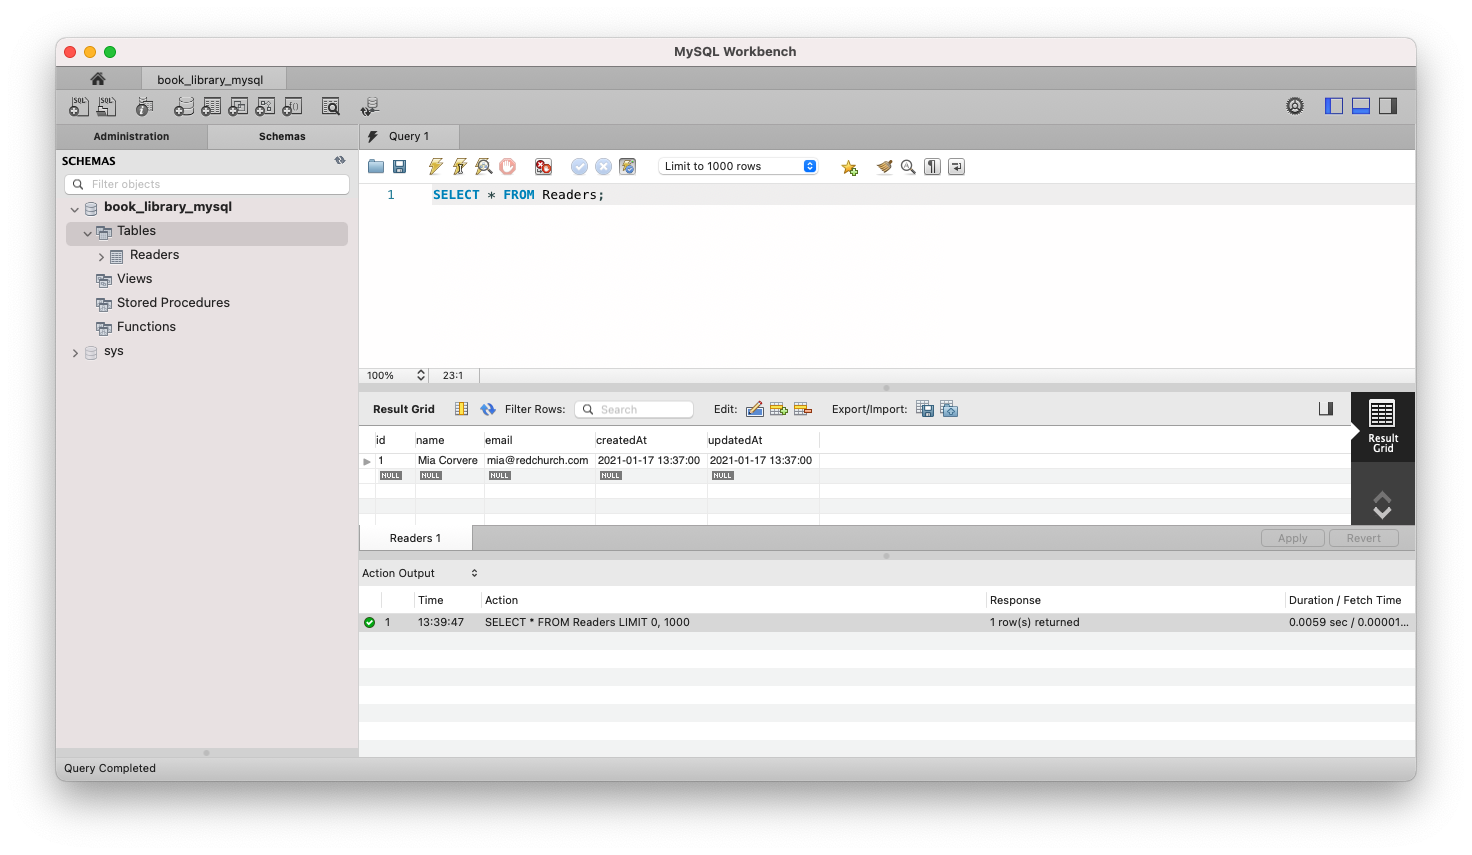 MySQL Workbench
book_library_mysql
Administration
Schemas
Query 1
SCHEMAS
Filter objects
book_library_mysql
Tables
Readers
Views
Stored Procedures
Functions
sys
Limit to 1000 rows
1 SELECT * FROM Readers;
100% 23:1
Result Grid Filter Rows: Search Edit: Export/Import:
Result
Grid
id name email createdAt updatedAt
1 Mia Corvere mia@redchurch.com 2021-01-17 13:37:00 2021-01-17 13:37:00
NULL NULL NULL NULL NULL
Readers 1 Apply Revert
Action Output
Time Action Response Duration / Fetch Time
1 13:39:47 SELECT * FROM Readers LIMIT 0, 1000 1 row(s) returned 0.0059 sec / 0.00001...
Query Completed